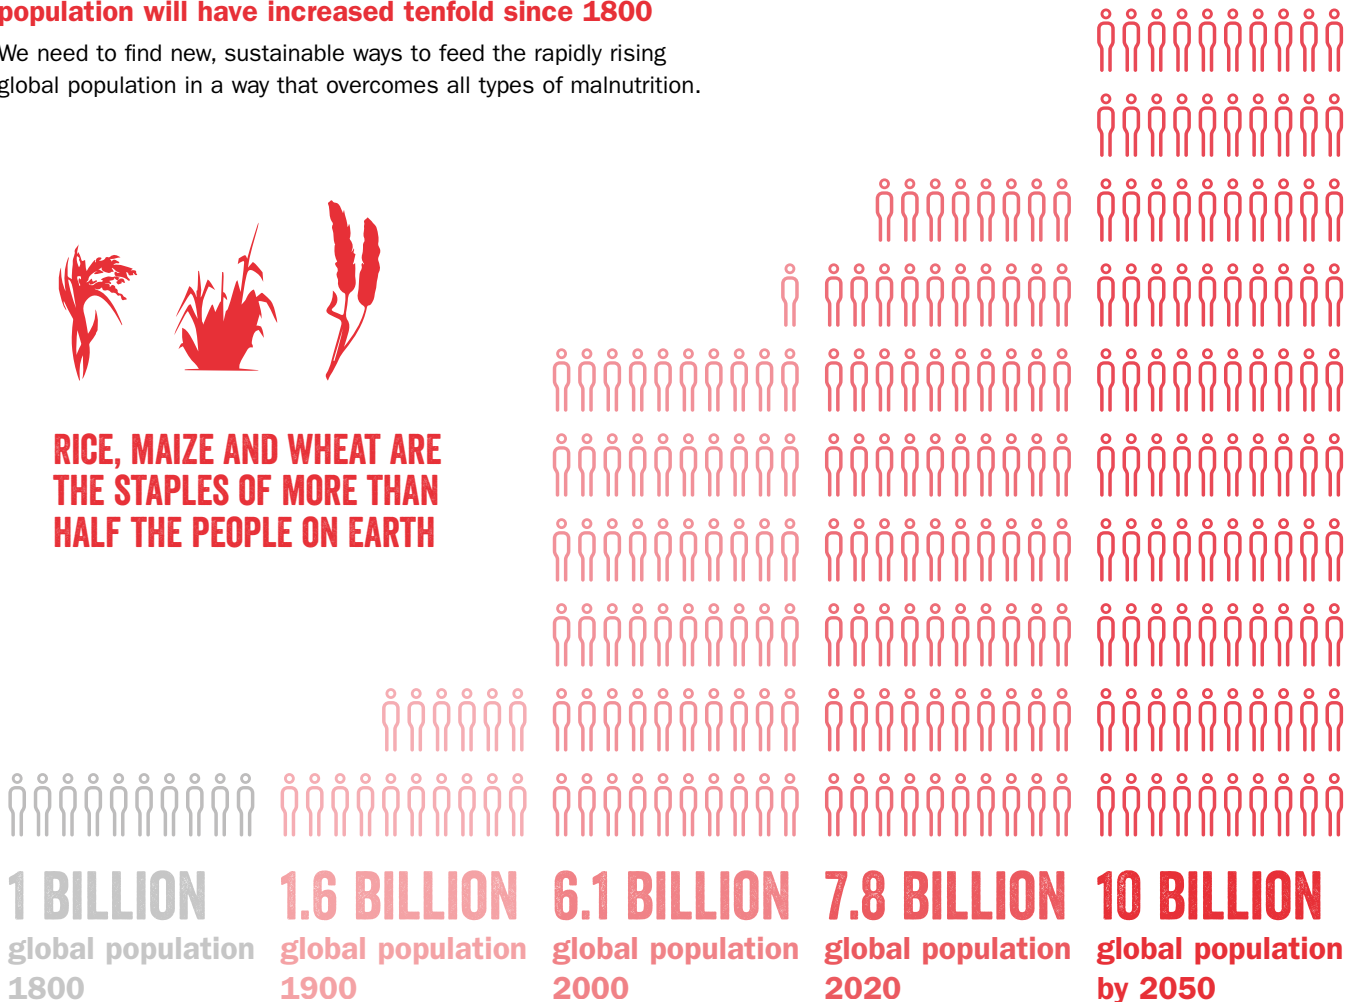 population will have increased tenfold since 1800
We need to find new, sustainable ways to feed the rapidly rising
global population in a way that overcomes all types of malnutrition.
RICE, MAIZE AND WHEAT ARE
THE STAPLES OF MORE THAN
HALF THE PEOPLE ON EARTH
1 BILLION
global population
1800
1.6 BILLION
global population
1900
6.1 BILLION
global population
2000
7.8 BILLION
global population
2020
10 BILLION
global population
by 2050